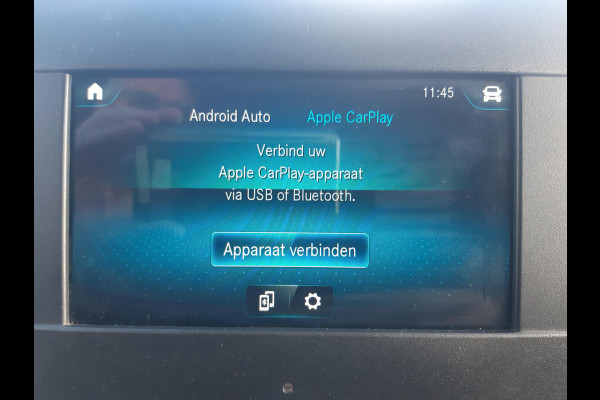 11:45
Android Auto Apple CarPlay
Verbind uw
Apple CarPlay-apparaat
via USB of Bluetooth.
Apparaat verbinden